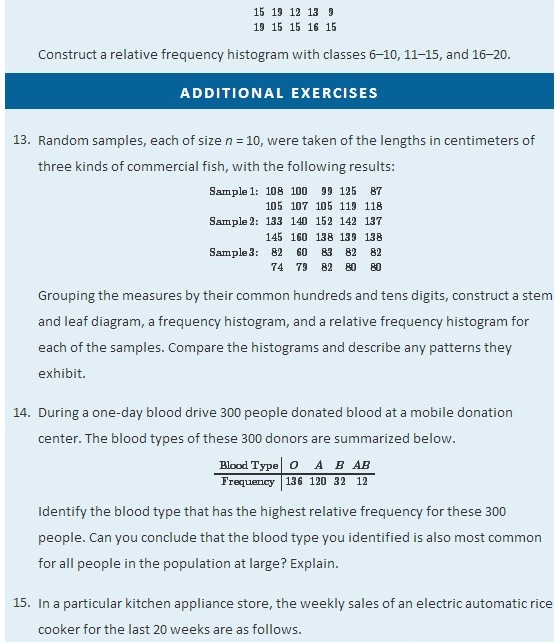 15 19 12 13 9
19 15 15 16 15
Construct a relative frequency histogram with classes 6–10, 11–15, and 16–20.
ADDITIONAL EXERCISES
13. Random samples, each of size n = 10, were taken of the lengths in centimeters of
three kinds of commercial fish, with the following results:
Sample 1: 108 100 99 125 87
105 107 105 119 118
Sample 2: 133 140 152 142 137
145 160 138 139 138
Sample 3: 82 60 83 82 82
74 79 82 80 80
Grouping the measures by their common hundreds and tens digits, construct a stem
and leaf diagram, a frequency histogram, and a relative frequency histogram for
each of the samples. Compare the histograms and describe any patterns they
exhibit.
14. During a one-day blood drive 300 people donated blood at a mobile donation
center. The blood types of these 300 donors are summarized below.
Blood Type O A B AB
Frequency 136 120 32 12
Identify the blood type that has the highest relative frequency for these 300
people. Can you conclude that the blood type you identified is also most common
for all people in the population at large? Explain.
15. In a particular kitchen appliance store, the weekly sales of an electric automatic rice
cooker for the last 20 weeks are as follows.